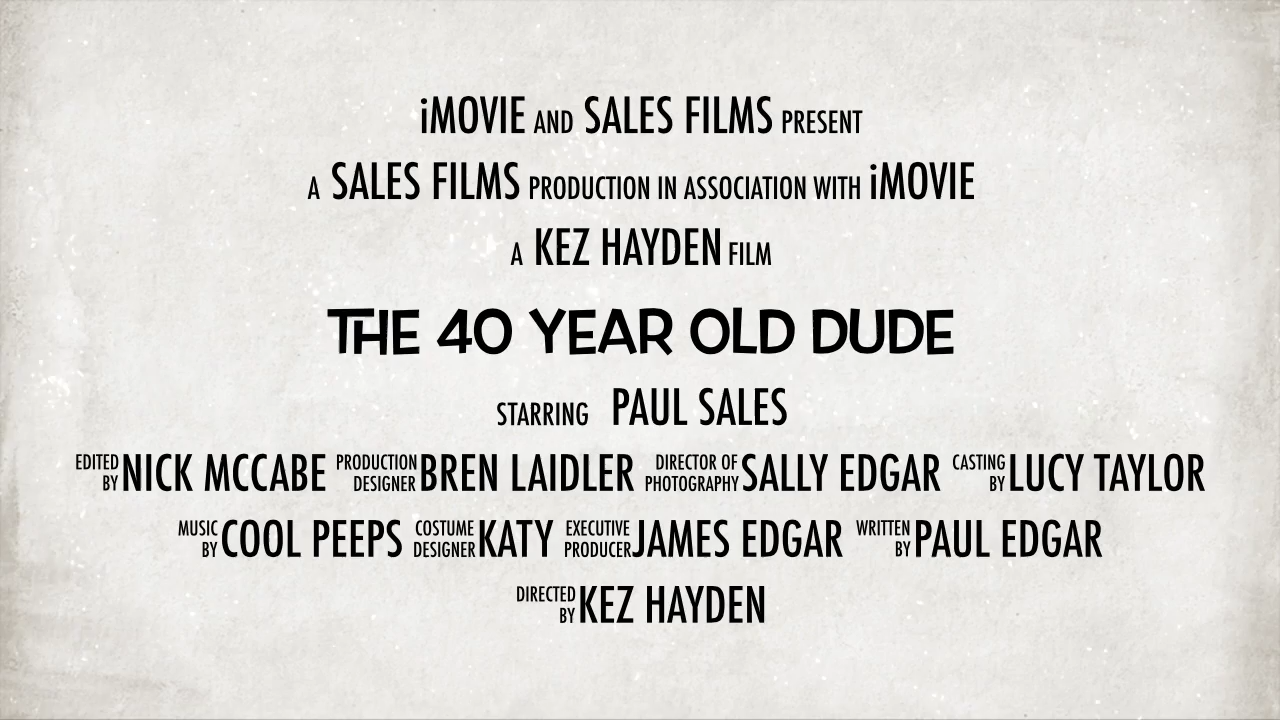 iMOVIE AND SALES FILMS PRESENT
A SALES FILMS PRODUCTION IN ASSOCIATION WITH iMOVIE
A KEZ HAYDEN FILM
THE 40 YEAR OLD DUDE
STARRING PAUL SALES
EDITED BY NICK MCCABE PRODUCTION DESIGNER BREN LAIDLER DIRECTOR OF PHOTOGRAPHY SALLY EDGAR CASTING BY LUCY TAYLOR
MUSIC BY COOL PEEPS COSTUME DESIGNER KATY EXECUTIVE PRODUCER JAMES EDGAR WRITTEN BY PAUL EDGAR
DIRECTED BY KEZ HAYDEN